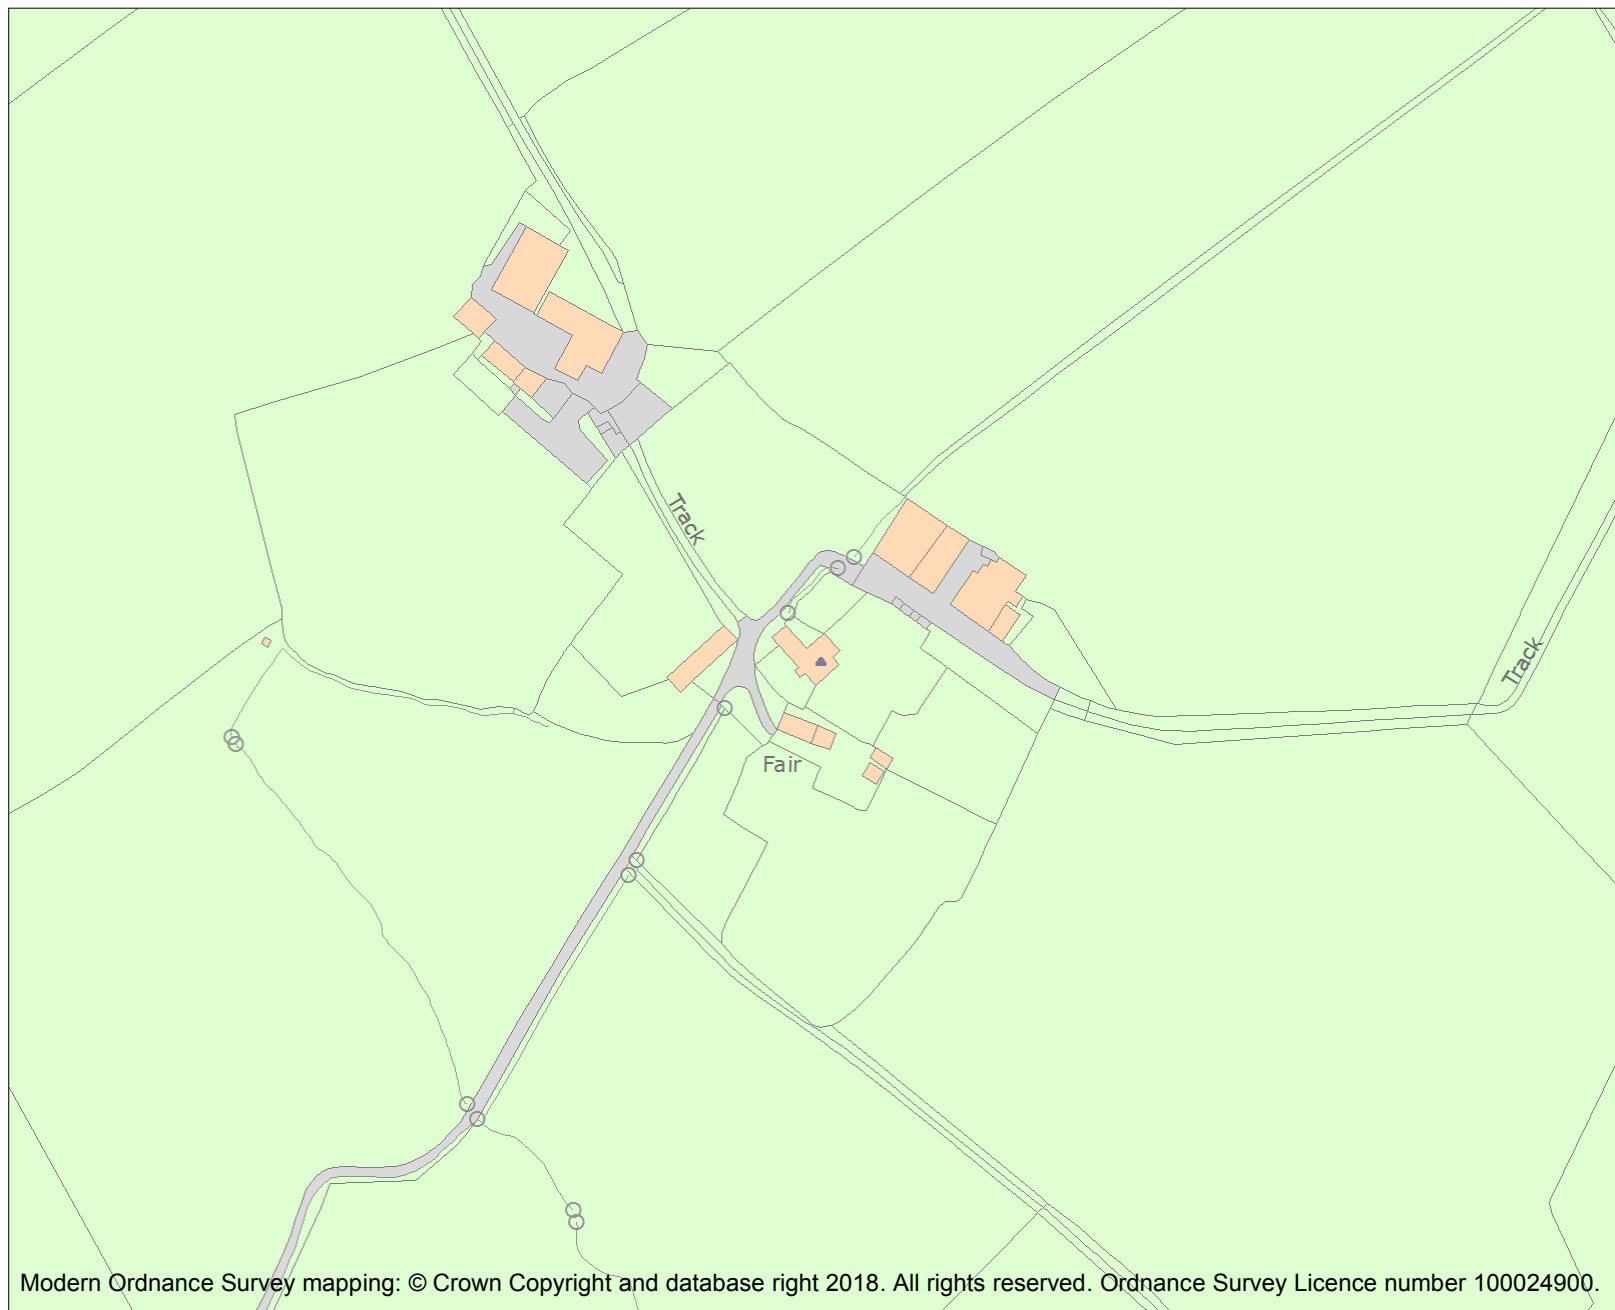 Track
Track
Fair
Modern Ordnance Survey mapping: © Crown Copyright and database right 2018. All rights reserved. Ordnance Survey Licence number 100024900.